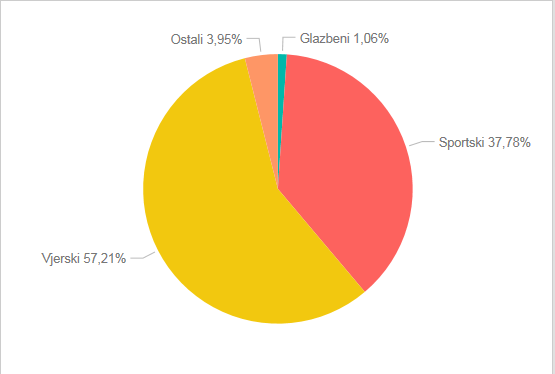 Ostali 3,95%
Glazbeni 1,06%
Sportski 37,78%
Vjerski 57,21%